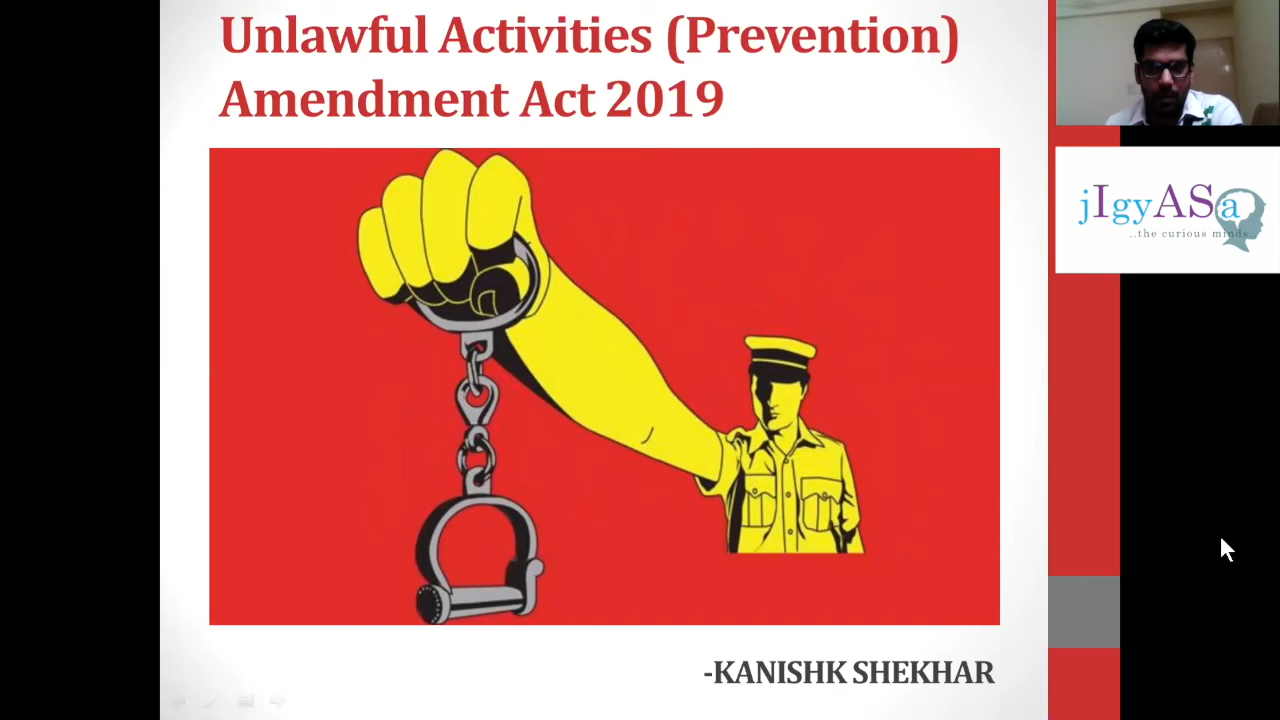 Unlawful Activities (Prevention)
Amendment Act 2019
jIgyASa
..the curious minds
-KANISHK SHEKHAR